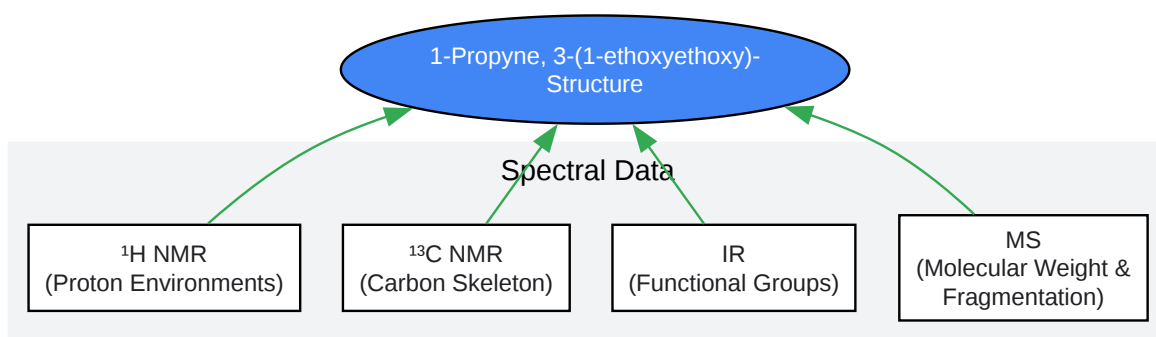 1-Propyne, 3-(1-ethoxyethoxy)-
Structure
Spectral Data
¹H NMR
(Proton Environments)
¹³C NMR
(Carbon Skeleton)
IR
(Functional Groups)
MS
(Molecular Weight &
Fragmentation)